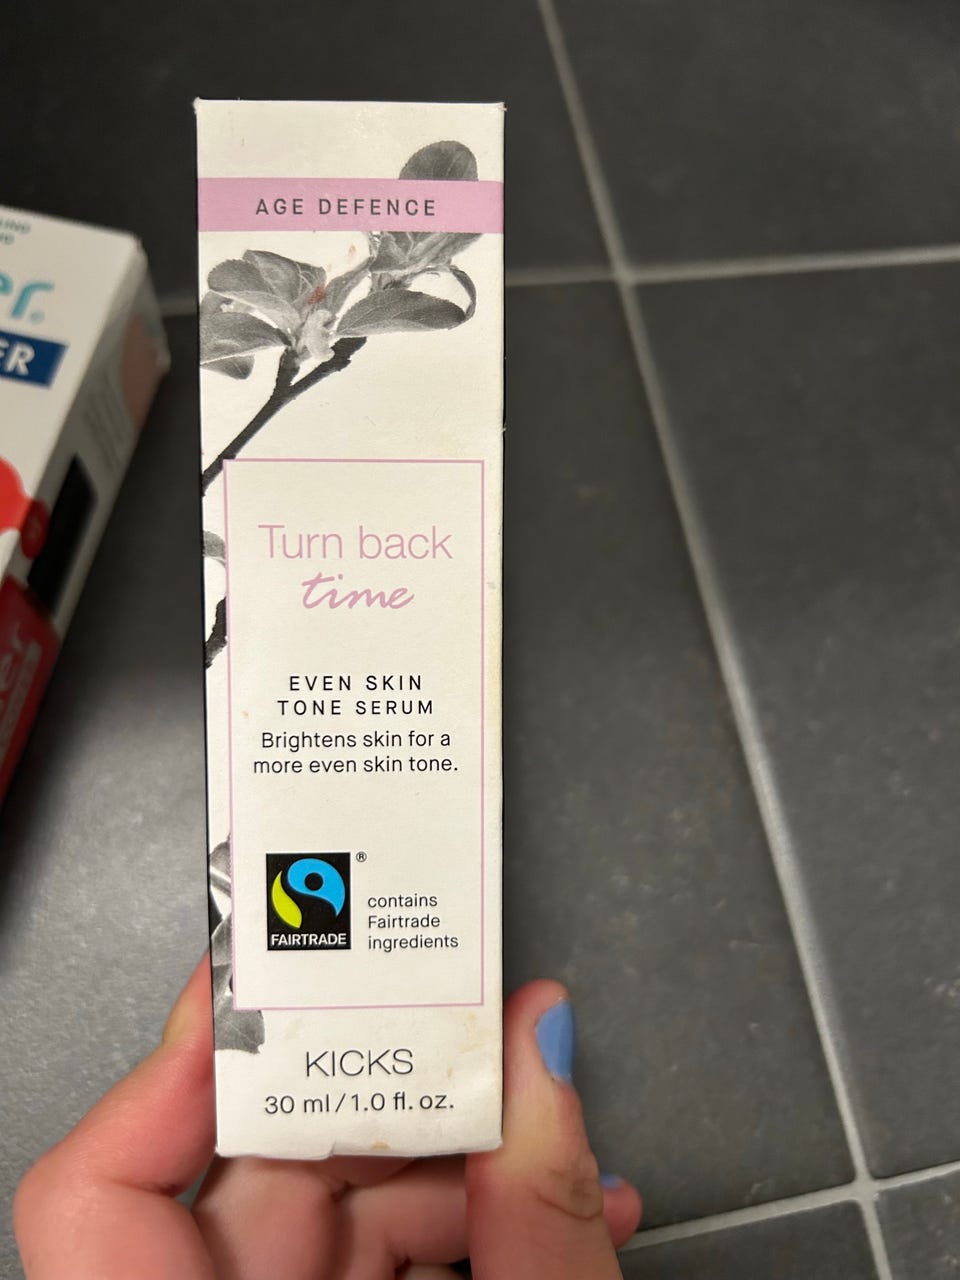 AGE DEFENCE
Turn back
time
EVEN SKIN
TONE SERUM
Brightens skin for a
more even skin tone.
®
FAIRTRADE
contains
Fairtrade
ingredients
KICKS
30 ml/1.0 fl. oz.